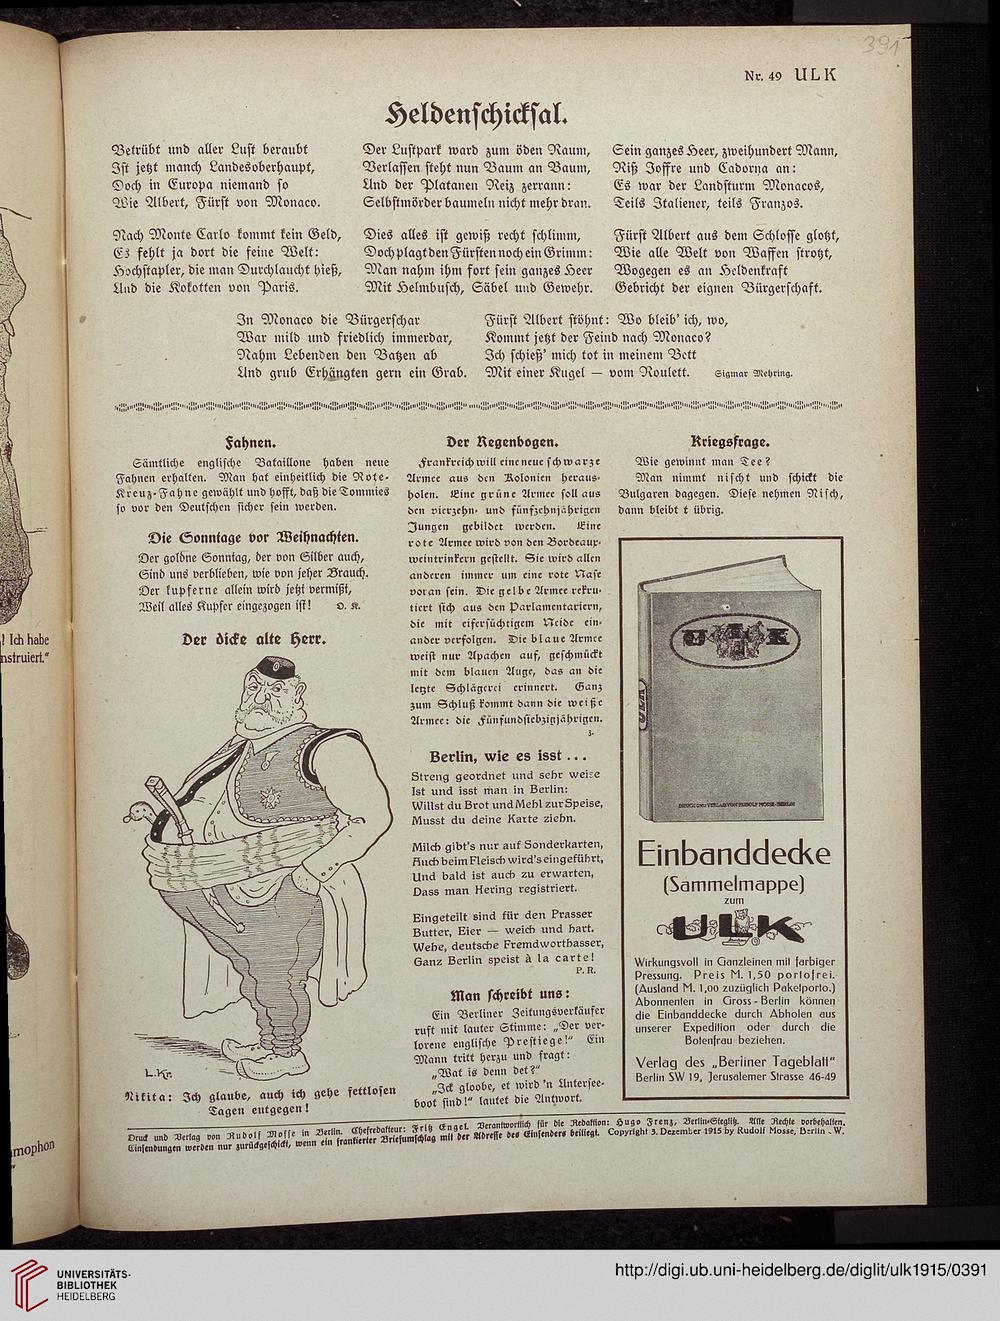 391
Nr. 49 ULK
Heldenschicksal.
Betrübt und aller Lust beraubt
Ist jetzt manch Landesoberhaupt,
Doch in Europa niemand so
Wie Albert, Fürst von Monaco.
Nach Monte Carlo kommt kein Geld,
Es fehlt ja dort die feine Welt:
Hochstapler, die man Durchlaucht hieß,
Und die Kokotten von Paris.
Der Lustpark ward zum öden Raum,
Verlassen steht nun Baum an Baum,
Und der Platanen Reiz zerrann:
Selbstmörder baumeln nicht mehr dran.
Dies alles ist gewiß recht schlimm,
Doch plagt den Fürsten noch ein Grimm:
Man nahm ihm fort sein ganzes Heer
Mit Helmbusch, Säbel und Gewehr.
Sein ganzes Heer, zweihundert Mann,
Riß Joffre und Cadorna an:
Es war der Landsturm Monacos,
Teils Italiener, teils Franzos.
Fürst Albert aus dem Schlosse glotzt,
Wie alle Welt von Waffen strotzt,
Wogegen es an Heldenkraft
Gebricht der eignen Bürgerschaft.
In Monaco die Bürgerschar
War mild und friedlich immerdar,
Nahm Lebenden den Batzen ab
Und grub Erhängten gern ein Grab.
Fürst Albert stöhnt: Wo bleib' ich, wo,
Kommt jetzt der Feind nach Monaco?
Ich schieß' mich tot in meinem Bett
Mit einer Kugel — vom Roulett.
Sigmar Mehring.
Fahnen.
Sämtliche englische Bataillone haben neue
Fahnen erhalten. Man hat einheitlich die Rote-
Kreuz-Fahne gewählt und hofft, daß die Tommies
so vor den Deutschen sicher sein werden.
Die Sonntage vor Weihnachten.
Der goldne Sonntag, der von Silber auch,
Sind uns verblieben, wie von jeher Brauch.
Der kupferne allein wird jetzt vermißt,
Weil alles Kupfer eingezogen ist!
O. K.
Der dicke alte Herr.
L. Kr.
Nikita: Ich glaube, auch ich gehe fettlosen
Tagen entgegen!
Der Regenbogen.
Frankreich will eine neue schwarze
Armee aus den Kolonien heraus-
holen. Eine grüne Armee soll aus
den vierzehn- und fünfzehnjährigen
Jungen gebildet werden. Eine
rote Armee wird von den Bordeaux-
weintrinkern gestellt. Sie wird allen
anderen immer um eine rote Nase
voran sein. Die gelbe Armee rekru-
tiert sich aus den Parlamentariern,
die mit eifersüchtigem Neide ein-
ander verfolgen. Die blaue Armee
weist nur Apachen auf, geschmückt
mit dem blauen Auge, das an die
letzte Schlägerei erinnert. Ganz
zum Schluß kommt dann die weiße
Armee: die Fünfundsiebzigjährigen.
3.
Berlin, wie es isst . . .
Streng geordnet und sehr weise
Ist und isst man in Berlin:
Willst du Brot und Mehl zur Speise,
Musst du deine Karte ziehn.
Milch gibt's nur auf Sonderkarten,
Auch beim Fleisch wird's eingeführt,
Und bald ist auch zu erwarten,
Dass man Hering registriert.
Eingeteilt sind für den Prasser
Butter, Eier — weich und hart.
Wehe, deutsche Fremdworthasser,
Ganz Berlin speist à la carte!
P. R.
Man schreibt uns:
Ein Berliner Zeitungsverkäufer
ruft mit lauter Stimme: „Der ver-
lorene englische Prestiege!“ Ein
Mann tritt herzu und fragt:
„Wat is denn det?“
„Ick gloobe, et wird 'n Untersee-
boot sind!“ lautet die Antwort.
Kriegsfrage.
Wie gewinnt man Tee?
Man nimmt nischt und schickt die
Bulgaren dagegen. Diese nehmen Nisch,
dann bleibt t übrig.
ULK
ULK
DRUCK UND VERLAG VON RUDOLF MOSSE-BERLIN
Einbanddecke
(Sammelmappe)
zum
ULK
Wirkungsvoll in Ganzleinen mit farbiger
Pressung. Preis M. 1,50 portofrei.
(Ausland M. 1,00 zuzüglich Paketporto.)
Abonnenten in Gross-Berlin können
die Einbanddecke durch Abholen aus
unserer Expedition oder durch die
Botenfrau beziehen.
Verlag des „Berliner Tageblatt“
Berlin SW 19, Jerusalemer Strasse 46-49
Druck und Verlag von Rudolf Mosse in Berlin. Chefredakteur: Fritz Engel. Verantwortlich für die Redaktion: Hugo Frenz, Berlin-Steglitz. Alle Rechte vorbehalten.
Einsendungen werden nur zurückgeschickt, wenn ein frankierter Briefumschlag mit der Adresse des Einsenders beiliegt. Copyright 3. Dezember 1915 by Rudolf Mosse, Berlin S.W.
! Ich habe
nstruiert.“
mophon
UNIVERSITÄTS-
BIBLIOTHEK
HEIDELBERG
http://digi.ub.uni-heidelberg.de/diglit/ulk1915/0391